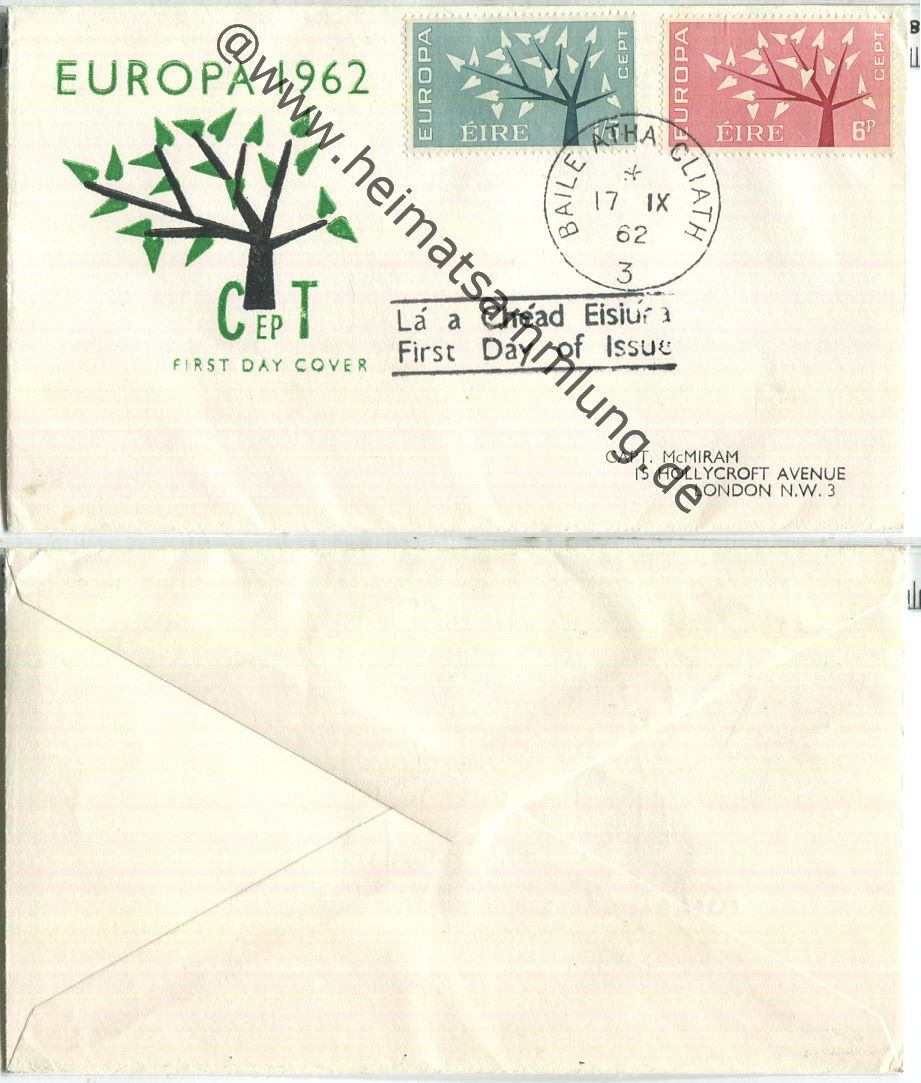 EUROPA 1962
CEPT
FIRST DAY COVER
EUROPA
CEPT
ÉIRE
EUROPA
CEPT
ÉIRE
6p
BAILE ÁTHA CLIATH
17 IX
62
3
Lá a Chéad Eisiúna
First Day of Issue
CAPT. McMIRAM
15 HOLLYCROFT AVENUE
LONDON N.W. 3
@www.heimatsammlung.de